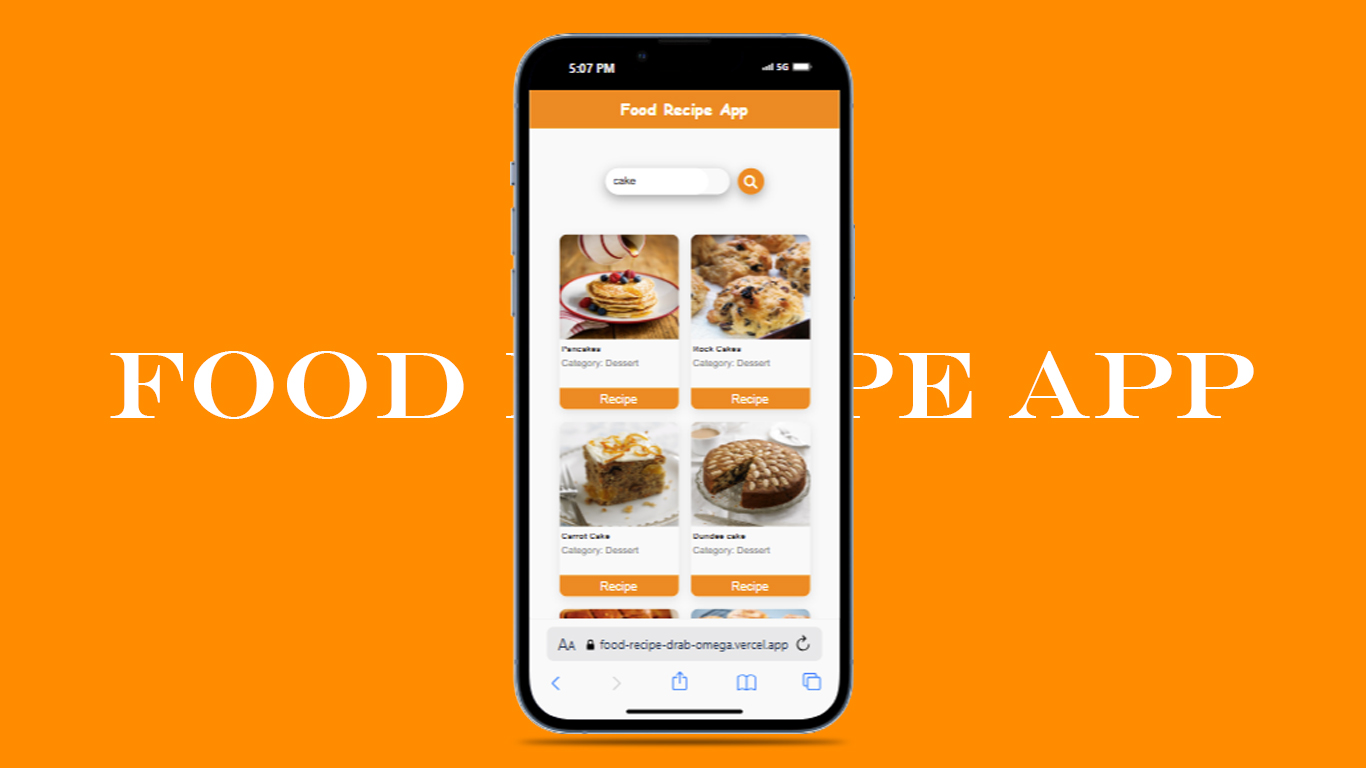 5:07 PM
5G
Food Recipe App
cake
Pancakes
Category: Dessert
Recipe
Rock Cakes
Category: Dessert
Recipe
FOOD
PE APP
Carrot Cake
Category: Dessert
Recipe
Dundee cake
Category: Dessert
Recipe
AA food-recipe-drab-omega.vercel.app